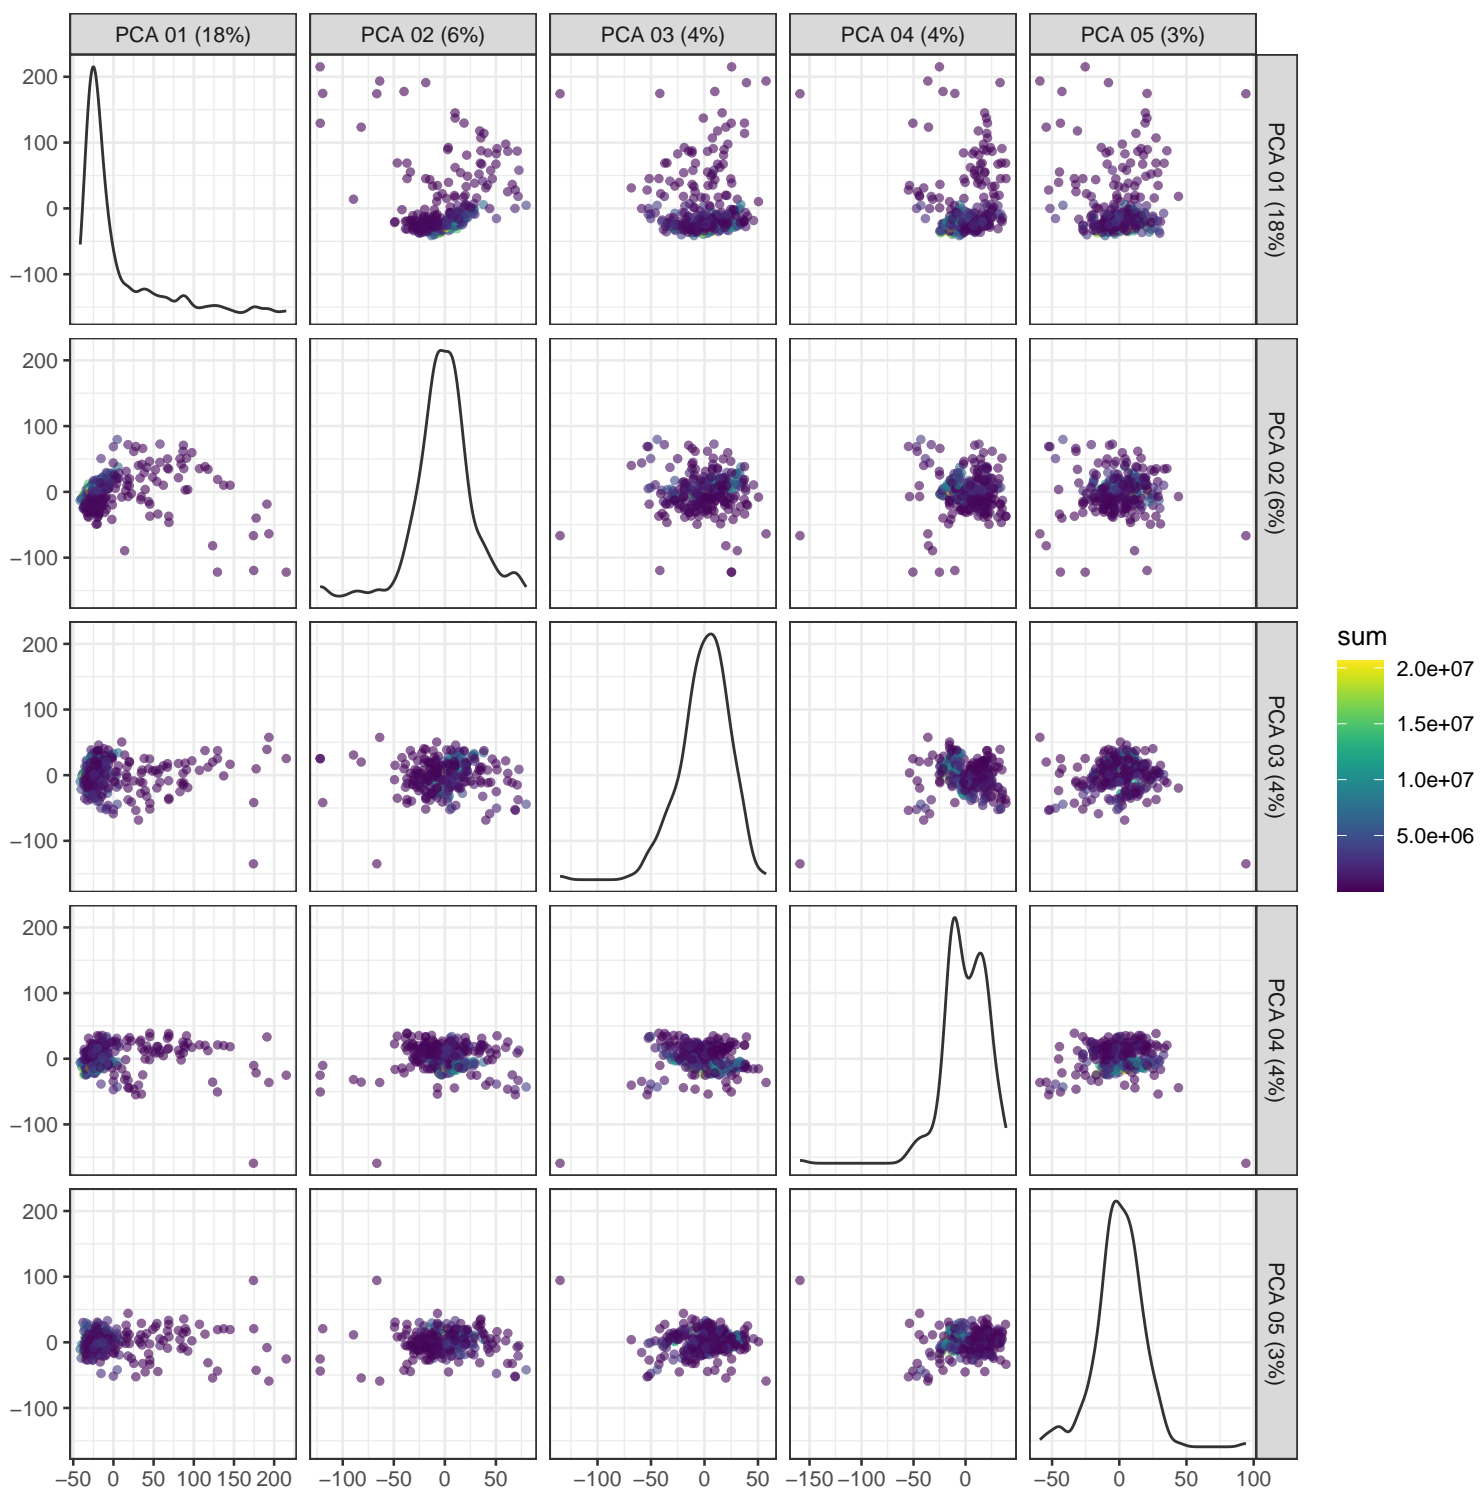 PCA 01 (18%) PCA 02 (6%) PCA 03 (4%) PCA 04 (4%) PCA 05 (3%)
200
100
0
−100
PCA 01 (18%)
200
100
0
−100
PCA 02 (6%)
200
100
0
−100
PCA 03 (4%)
200
100
0
−100
PCA 04 (4%)
200
100
0
−100
PCA 05 (3%)
−50 0 50 100 150 200 −100 −50 0 50 −100 −50 0 50 −150 −100 −50 0 −50 0 50 100
sum
2.0e+07
1.5e+07
1.0e+07
5.0e+06